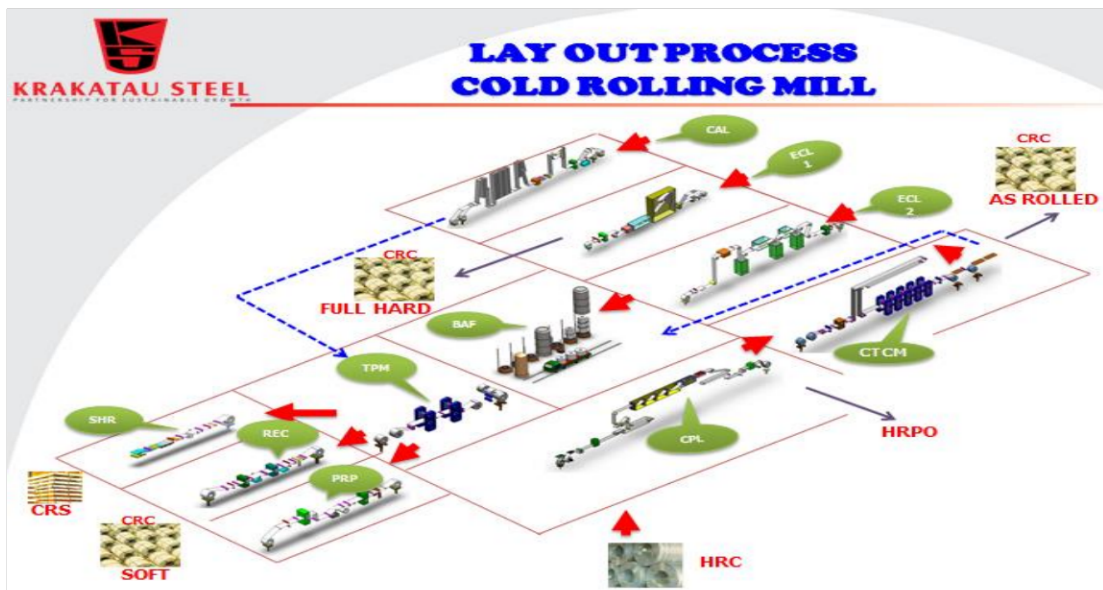 KRAKATAU STEEL
PARTNERSHIP FOR SUSTAINABLE GROWTH
LAY OUT PROCESS
COLD ROLLING MILL
CAL
ECL
1
CRC
AS ROLLED
ECL
2
CRC
FULL HARD
BAF
TPM
CTCM
SHR
REC
CPL
HRPO
PRP
CRS
CRC
SOFT
HRC